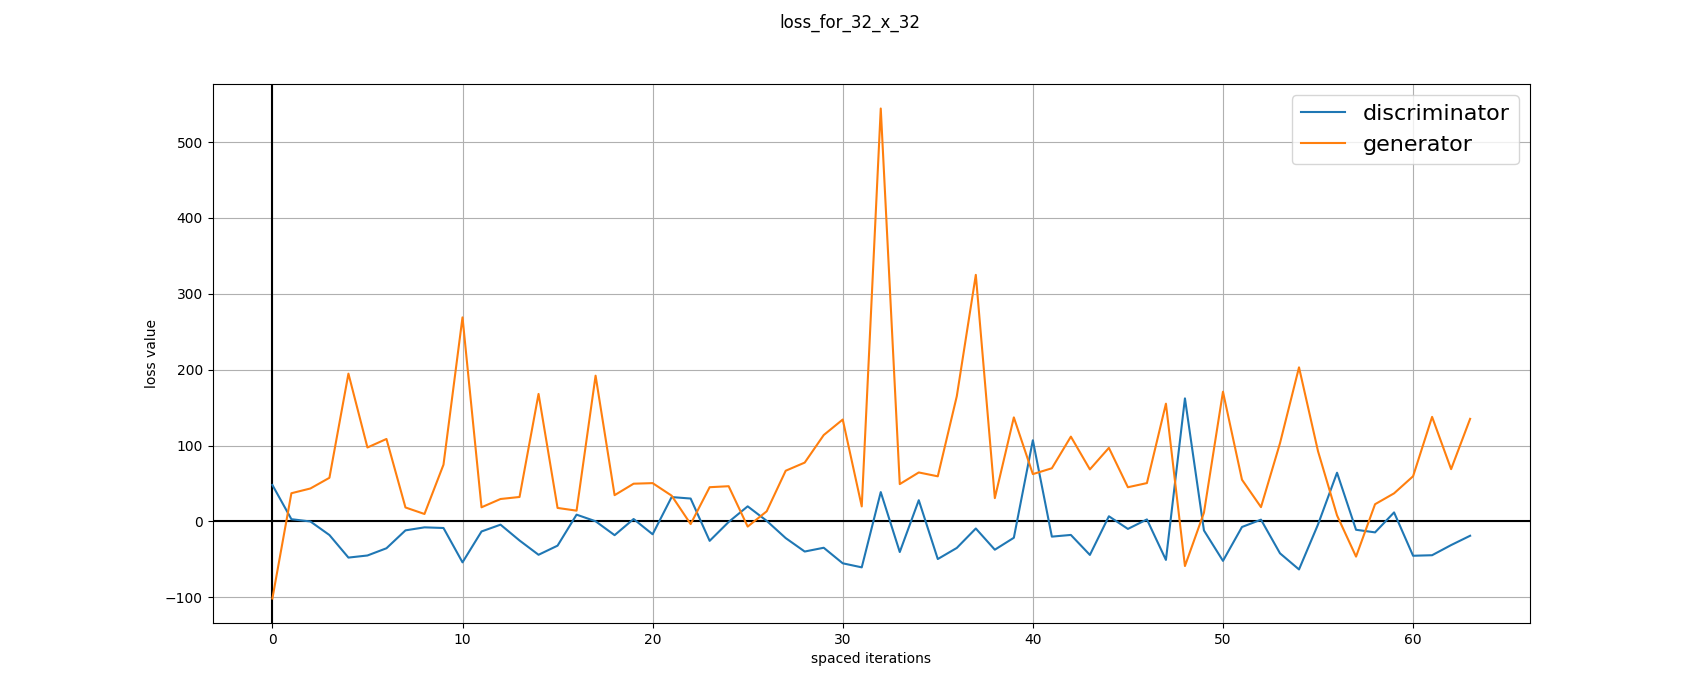 loss_for_32_x_32
discriminator
generator
500
400
300
200
100
0
−100
loss value
0 10 20 30 40 50 60
spaced iterations